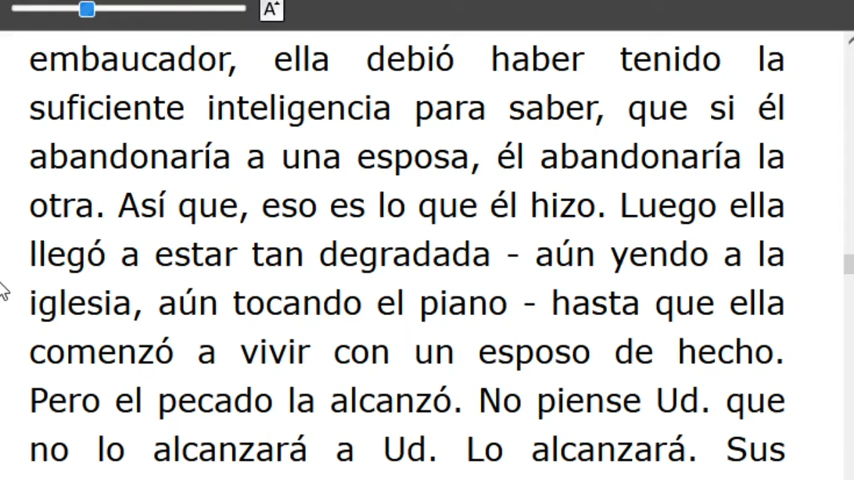 A
embaucador, ella debió haber tenido la
suficiente inteligencia para saber, que si él
abandonaría a una esposa, él abandonaría la
otra. Así que, eso es lo que él hizo. Luego ella
llegó a estar tan degradada - aún yendo a la
iglesia, aún tocando el piano - hasta que ella
comenzó a vivir con un esposo de hecho.
Pero el pecado la alcanzó. No piense Ud. que
no lo alcanzará a Ud. Lo alcanzará. Sus